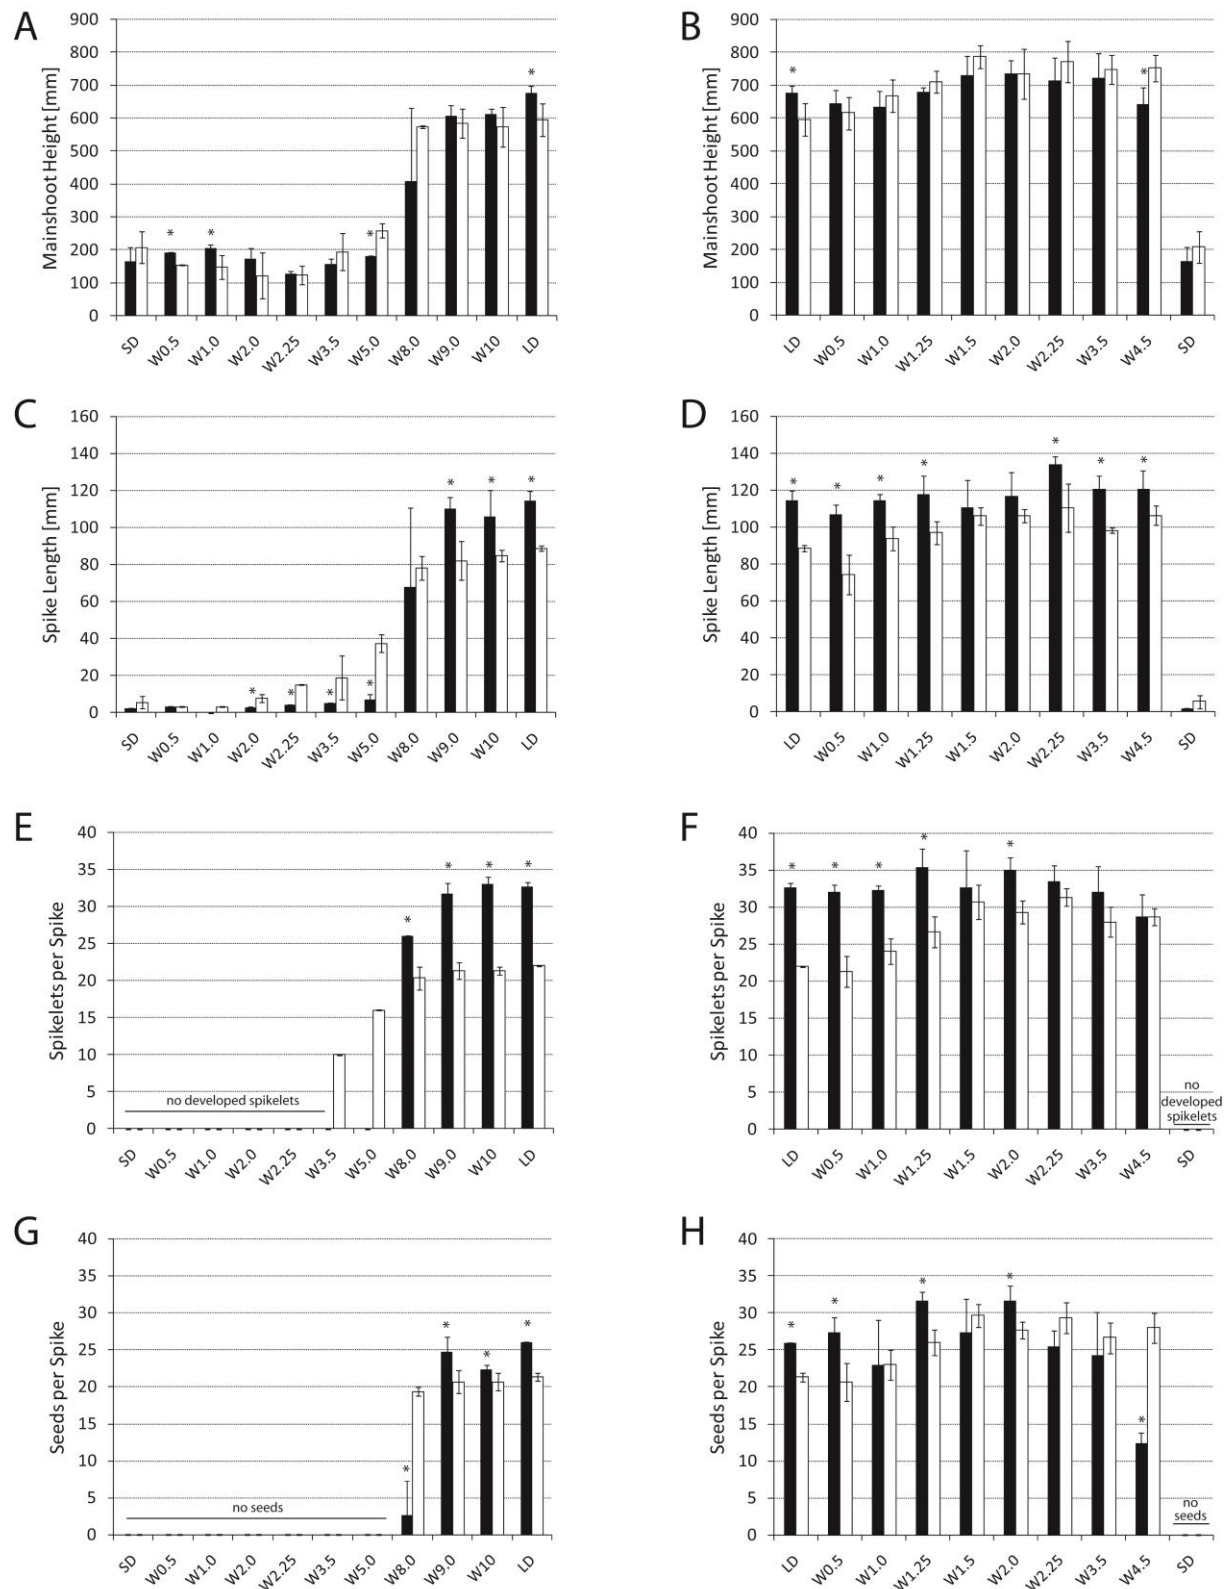 A
Mainshoot Height [mm]
900
800
700
600
500
400
300
200
100
0
* * * *
SD W0.5 W1.0 W2.0 W2.25 W3.5 W5.0 W8.0 W9.0 W10 LD
B
Mainshoot Height [mm]
900
800
700
600
500
400
300
200
100
0
* *
LD W0.5 W1.0 W1.25 W1.5 W2.0 W2.25 W3.5 W4.5 SD
C
Spike Length [mm]
160
140
120
100
80
60
40
20
0
* * * * * * *
SD W0.5 W1.0 W2.0 W2.25 W3.5 W5.0 W8.0 W9.0 W10 LD
D
Spike Length [mm]
160
140
120
100
80
60
40
20
0
* * * * * * *
LD W0.5 W1.0 W1.25 W1.5 W2.0 W2.25 W3.5 W4.5 SD
E
Spikelets per Spike
40
35
30
25
20
15
10
5
0
* * * *
no developed spikelets
SD W0.5 W1.0 W2.0 W2.25 W3.5 W5.0 W8.0 W9.0 W10 LD
F
Spikelets per Spike
40
35
30
25
20
15
10
5
0
* * * * *
no
developed
spikelets
LD W0.5 W1.0 W1.25 W1.5 W2.0 W2.25 W3.5 W4.5 SD
G
Seeds per Spike
40
35
30
25
20
15
10
5
0
* * * *
no seeds
SD W0.5 W1.0 W2.0 W2.25 W3.5 W5.0 W8.0 W9.0 W10 LD
H
Seeds per Spike
40
35
30
25
20
15
10
5
0
* * * * *
no
seeds
LD W0.5 W1.0 W1.25 W1.5 W2.0 W2.25 W3.5 W4.5 SD